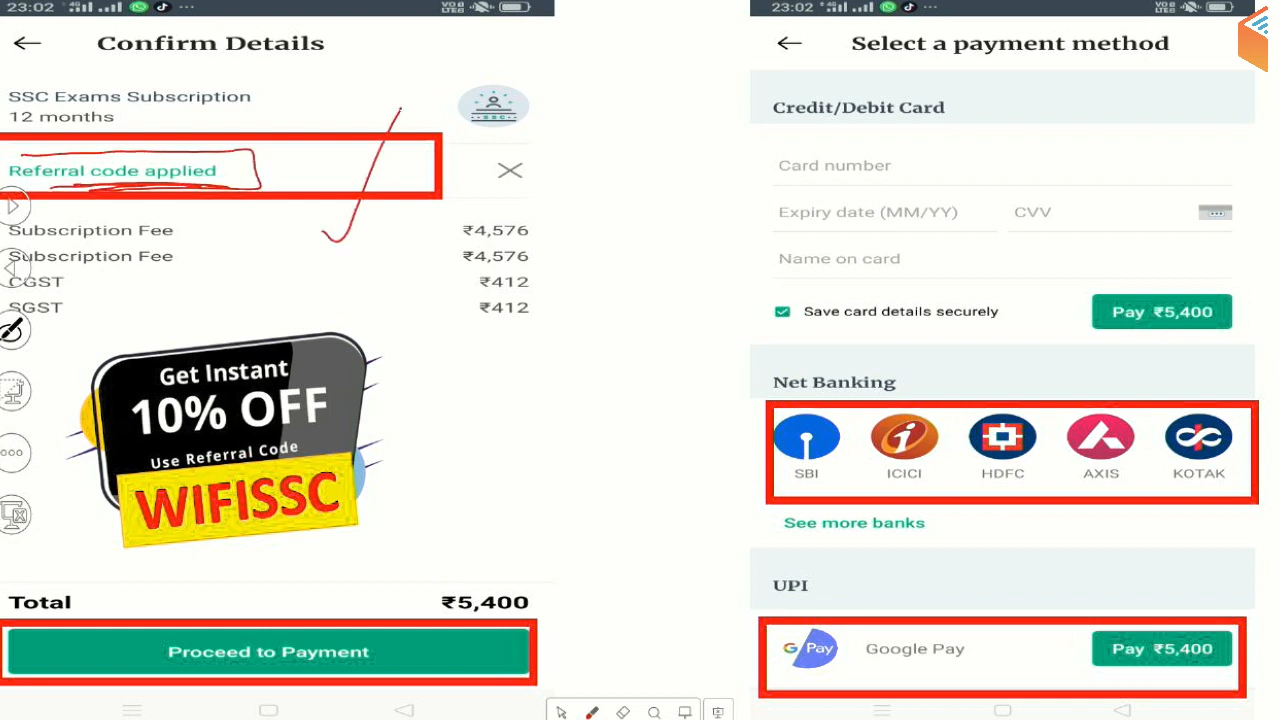 23:02
Confirm Details
SSC Exams Subscription
12 months
SSC
Referral code applied
Subscription Fee ₹4,576
Subscription Fee ₹4,576
CGST ₹412
SGST ₹412
Get Instant
10% OFF
Use Referral Code
WIFISSC
Total ₹5,400
Proceed to Payment
23:02
Select a payment method
Credit/Debit Card
Card number
Expiry date (MM/YY) CVV
Name on card
Save card details securely Pay ₹5,400
Net Banking
SBI ICICI HDFC AXIS KOTAK
See more banks
UPI
G Pay Google Pay Pay ₹5,400